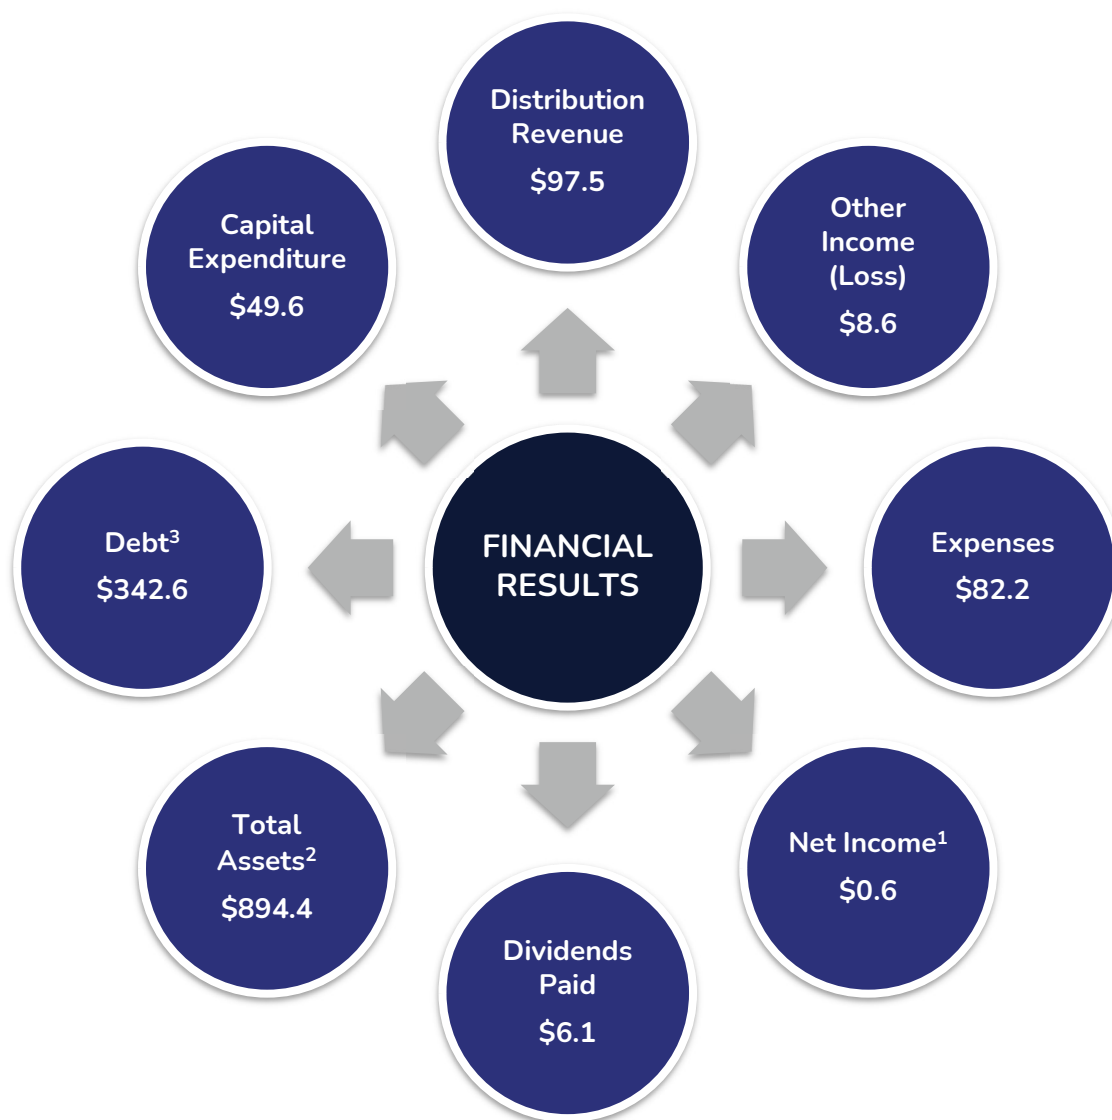 Distribution
Revenue
$97.5
Other
Income
(Loss)
$8.6
Expenses
$82.2
Net Income¹
$0.6
Dividends
Paid
$6.1
Total
Assets²
$894.4
Debt³
$342.6
Capital
Expenditure
$49.6
FINANCIAL
RESULTS